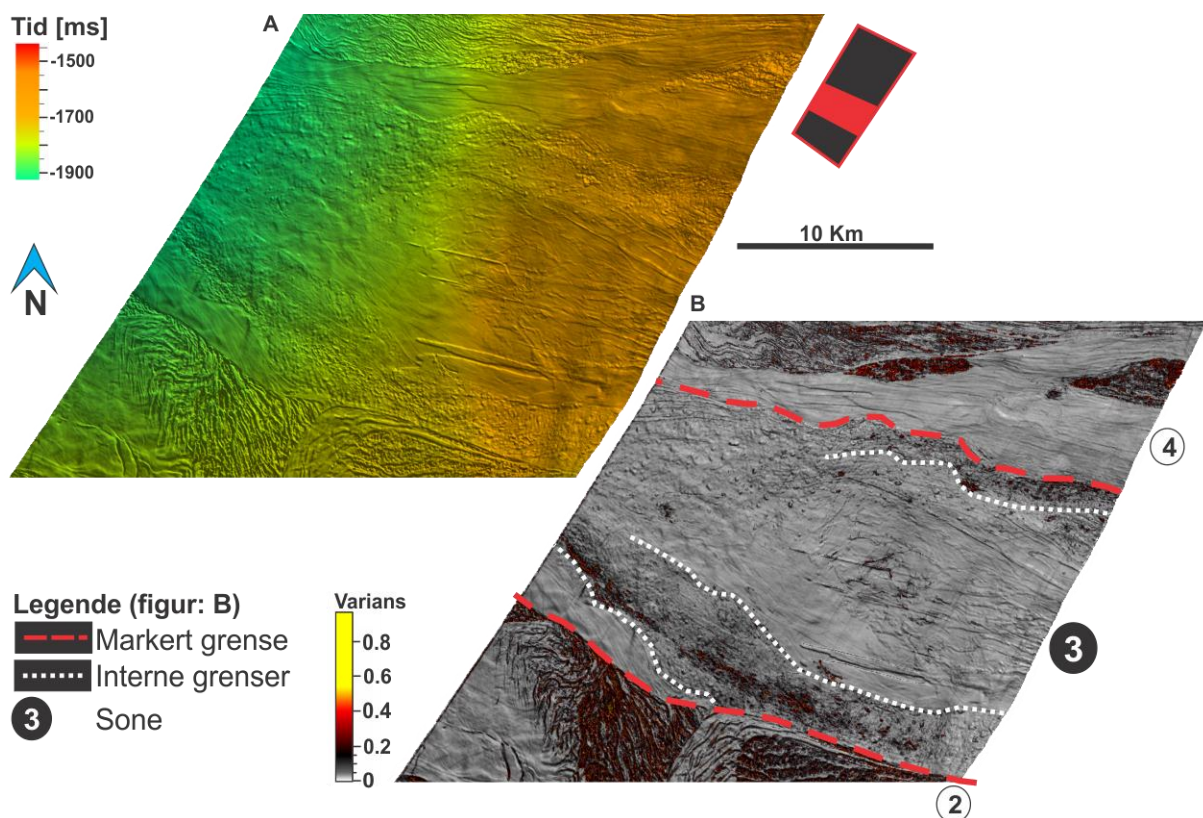 Tid [ms]
-1500
-1700
-1900
A
N
10 Km
B
4
3
2
Legende (figur: B)
Markert grense
Interne grenser
3 Sone
Varians
0.8
0.6
0.4
0.2
0